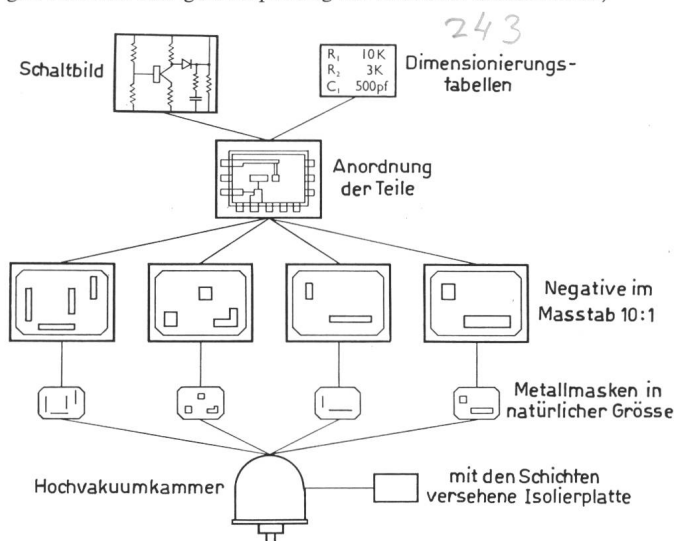 243
Schaltbild
R₁ 10K
R₂ 3K
C₁ 500pf
Dimensionierungs-
tabellen
Anordnung
der Teile
Negative im
Masstab 10:1
Metallmasken in
natürlicher Grösse
Hochvakuumkammer
mit den Schichten
versehene Isolierplatte